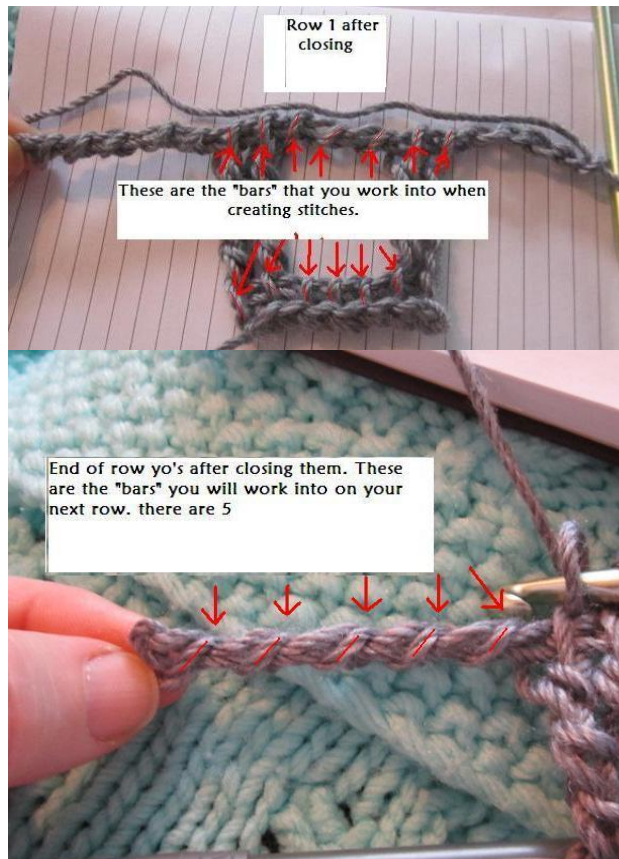 Row 1 after
closing
These are the "bars" that you work into when
creating stitches.
End of row yo's after closing them. These
are the "bars" you will work into on your
next row. there are 5